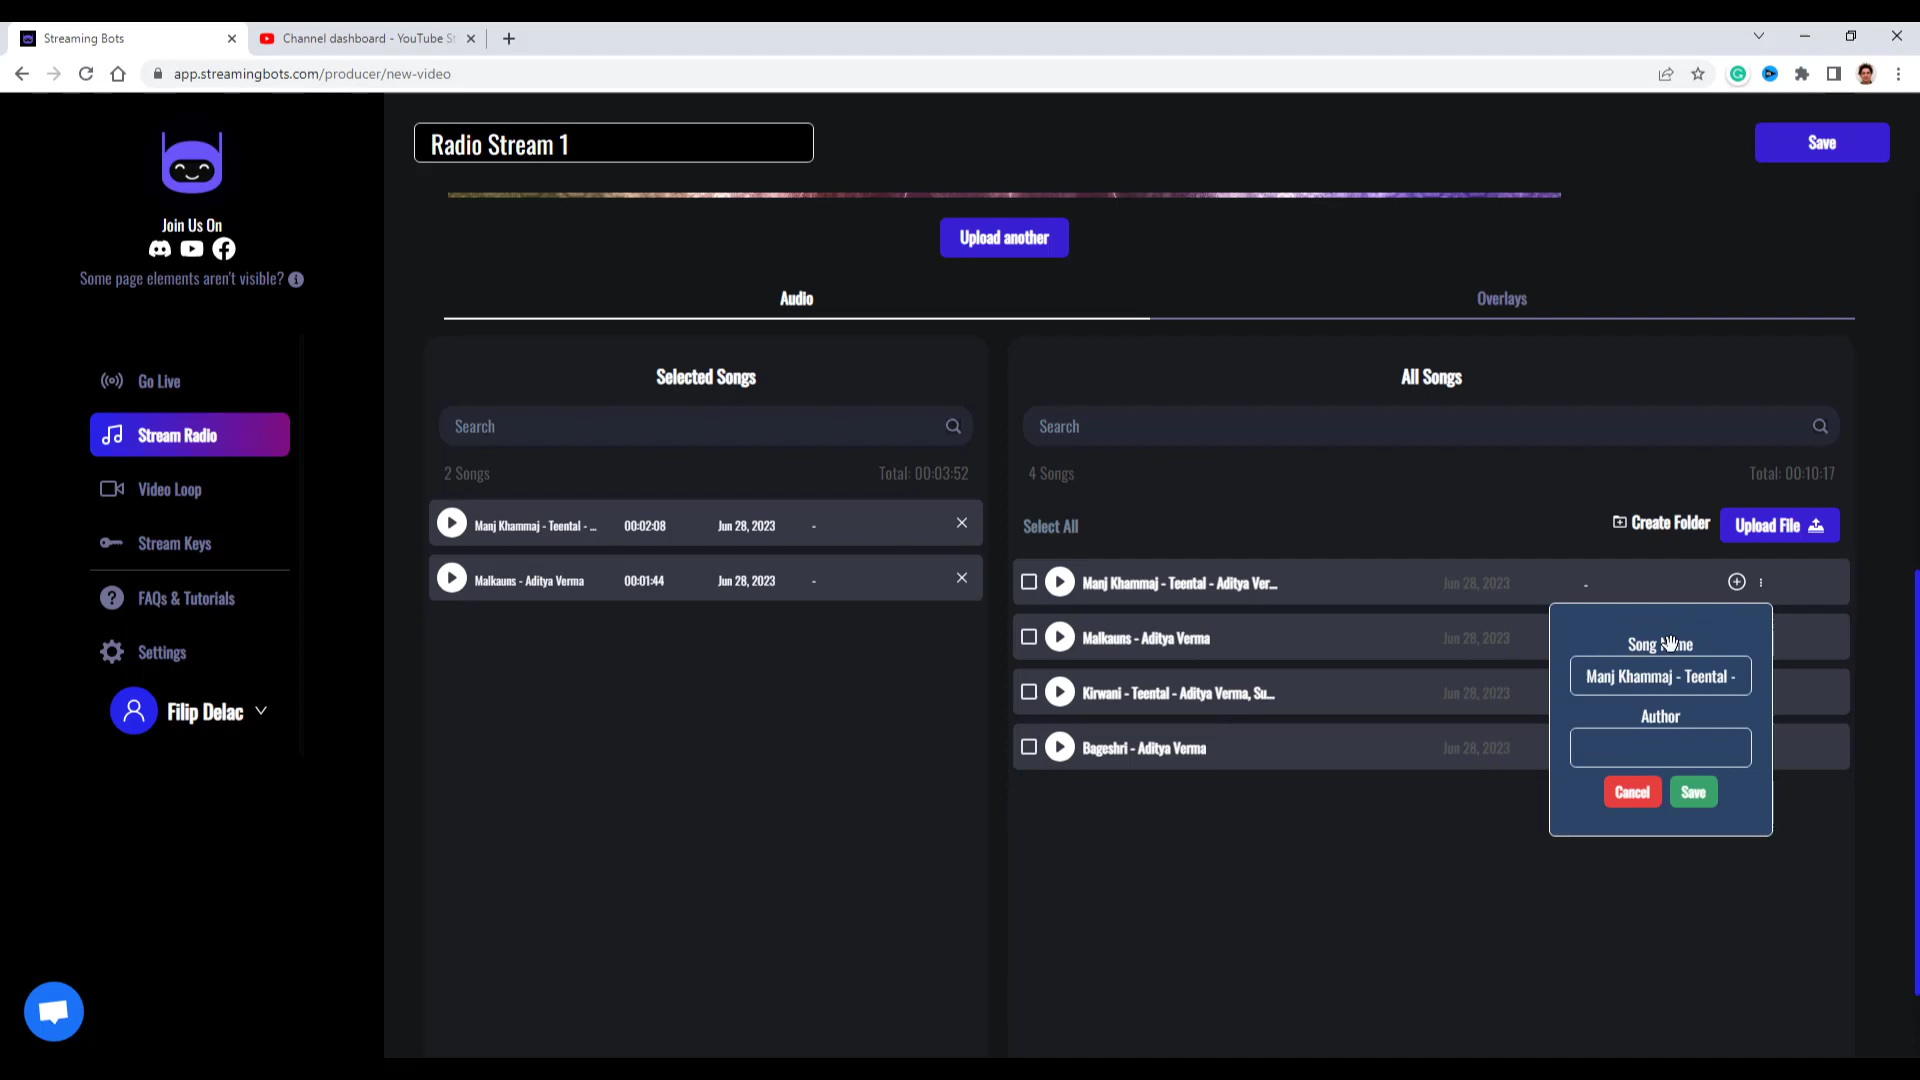 Streaming Bots
Channel dashboard - YouTube St
app.streamingbots.com/producer/new-video
Join Us On
Some page elements aren't visible?
Go Live
Stream Radio
Video Loop
Stream Keys
FAQs & Tutorials
Settings
Filip Delac
Radio Stream 1
Save
Upload another
Audio
Overlays
Selected Songs
Search
2 Songs
Total: 00:03:52
Manj Khammaj - Teental - ...
00:02:08
Jun 28, 2023
-
Malkauns - Aditya Verma
00:01:44
Jun 28, 2023
-
All Songs
Search
4 Songs
Total: 00:10:17
Select All
Create Folder
Upload File
Manj Khammaj - Teental - Aditya Ver...
Jun 28, 2023
-
Malkauns - Aditya Verma
Jun 28, 2023
Kirwani - Teental - Aditya Verma, Su...
Jun 28, 2023
Bageshri - Aditya Verma
Jun 28, 2023
Song
Manj Khammaj - Teental -
Author
Cancel
Save